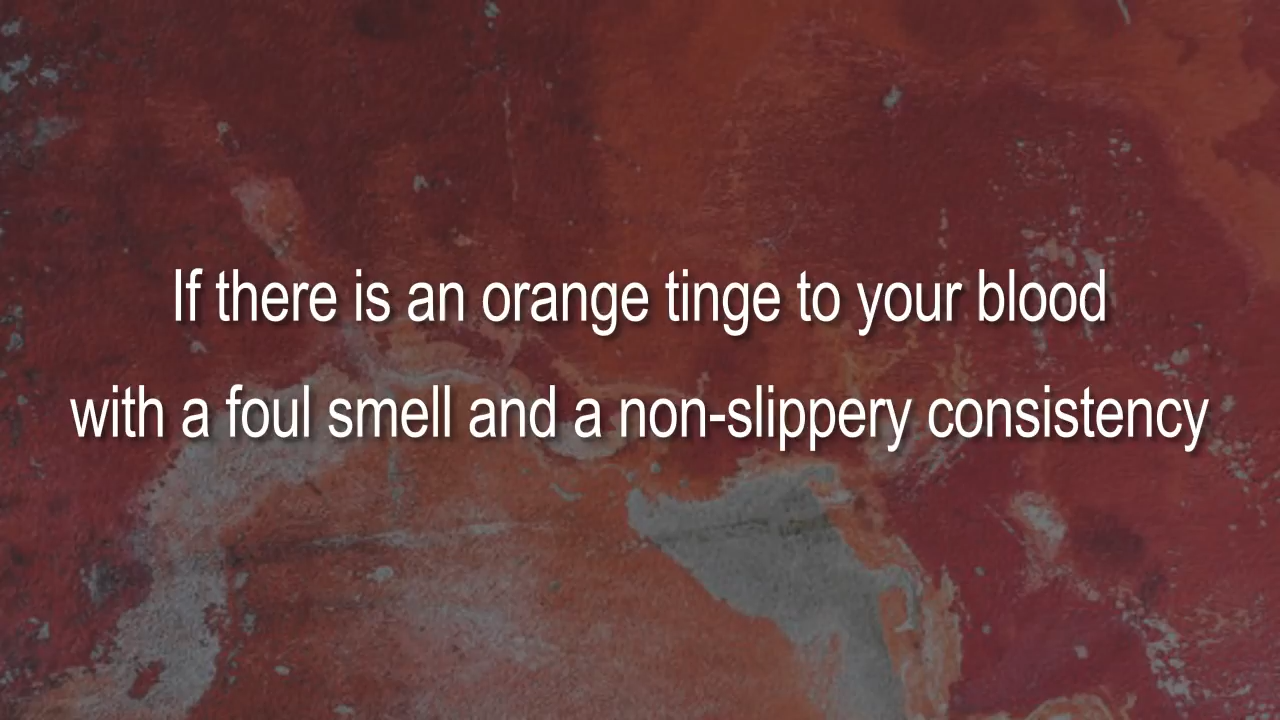 If there is an orange tinge to your blood
with a foul smell and a non-slippery consistency